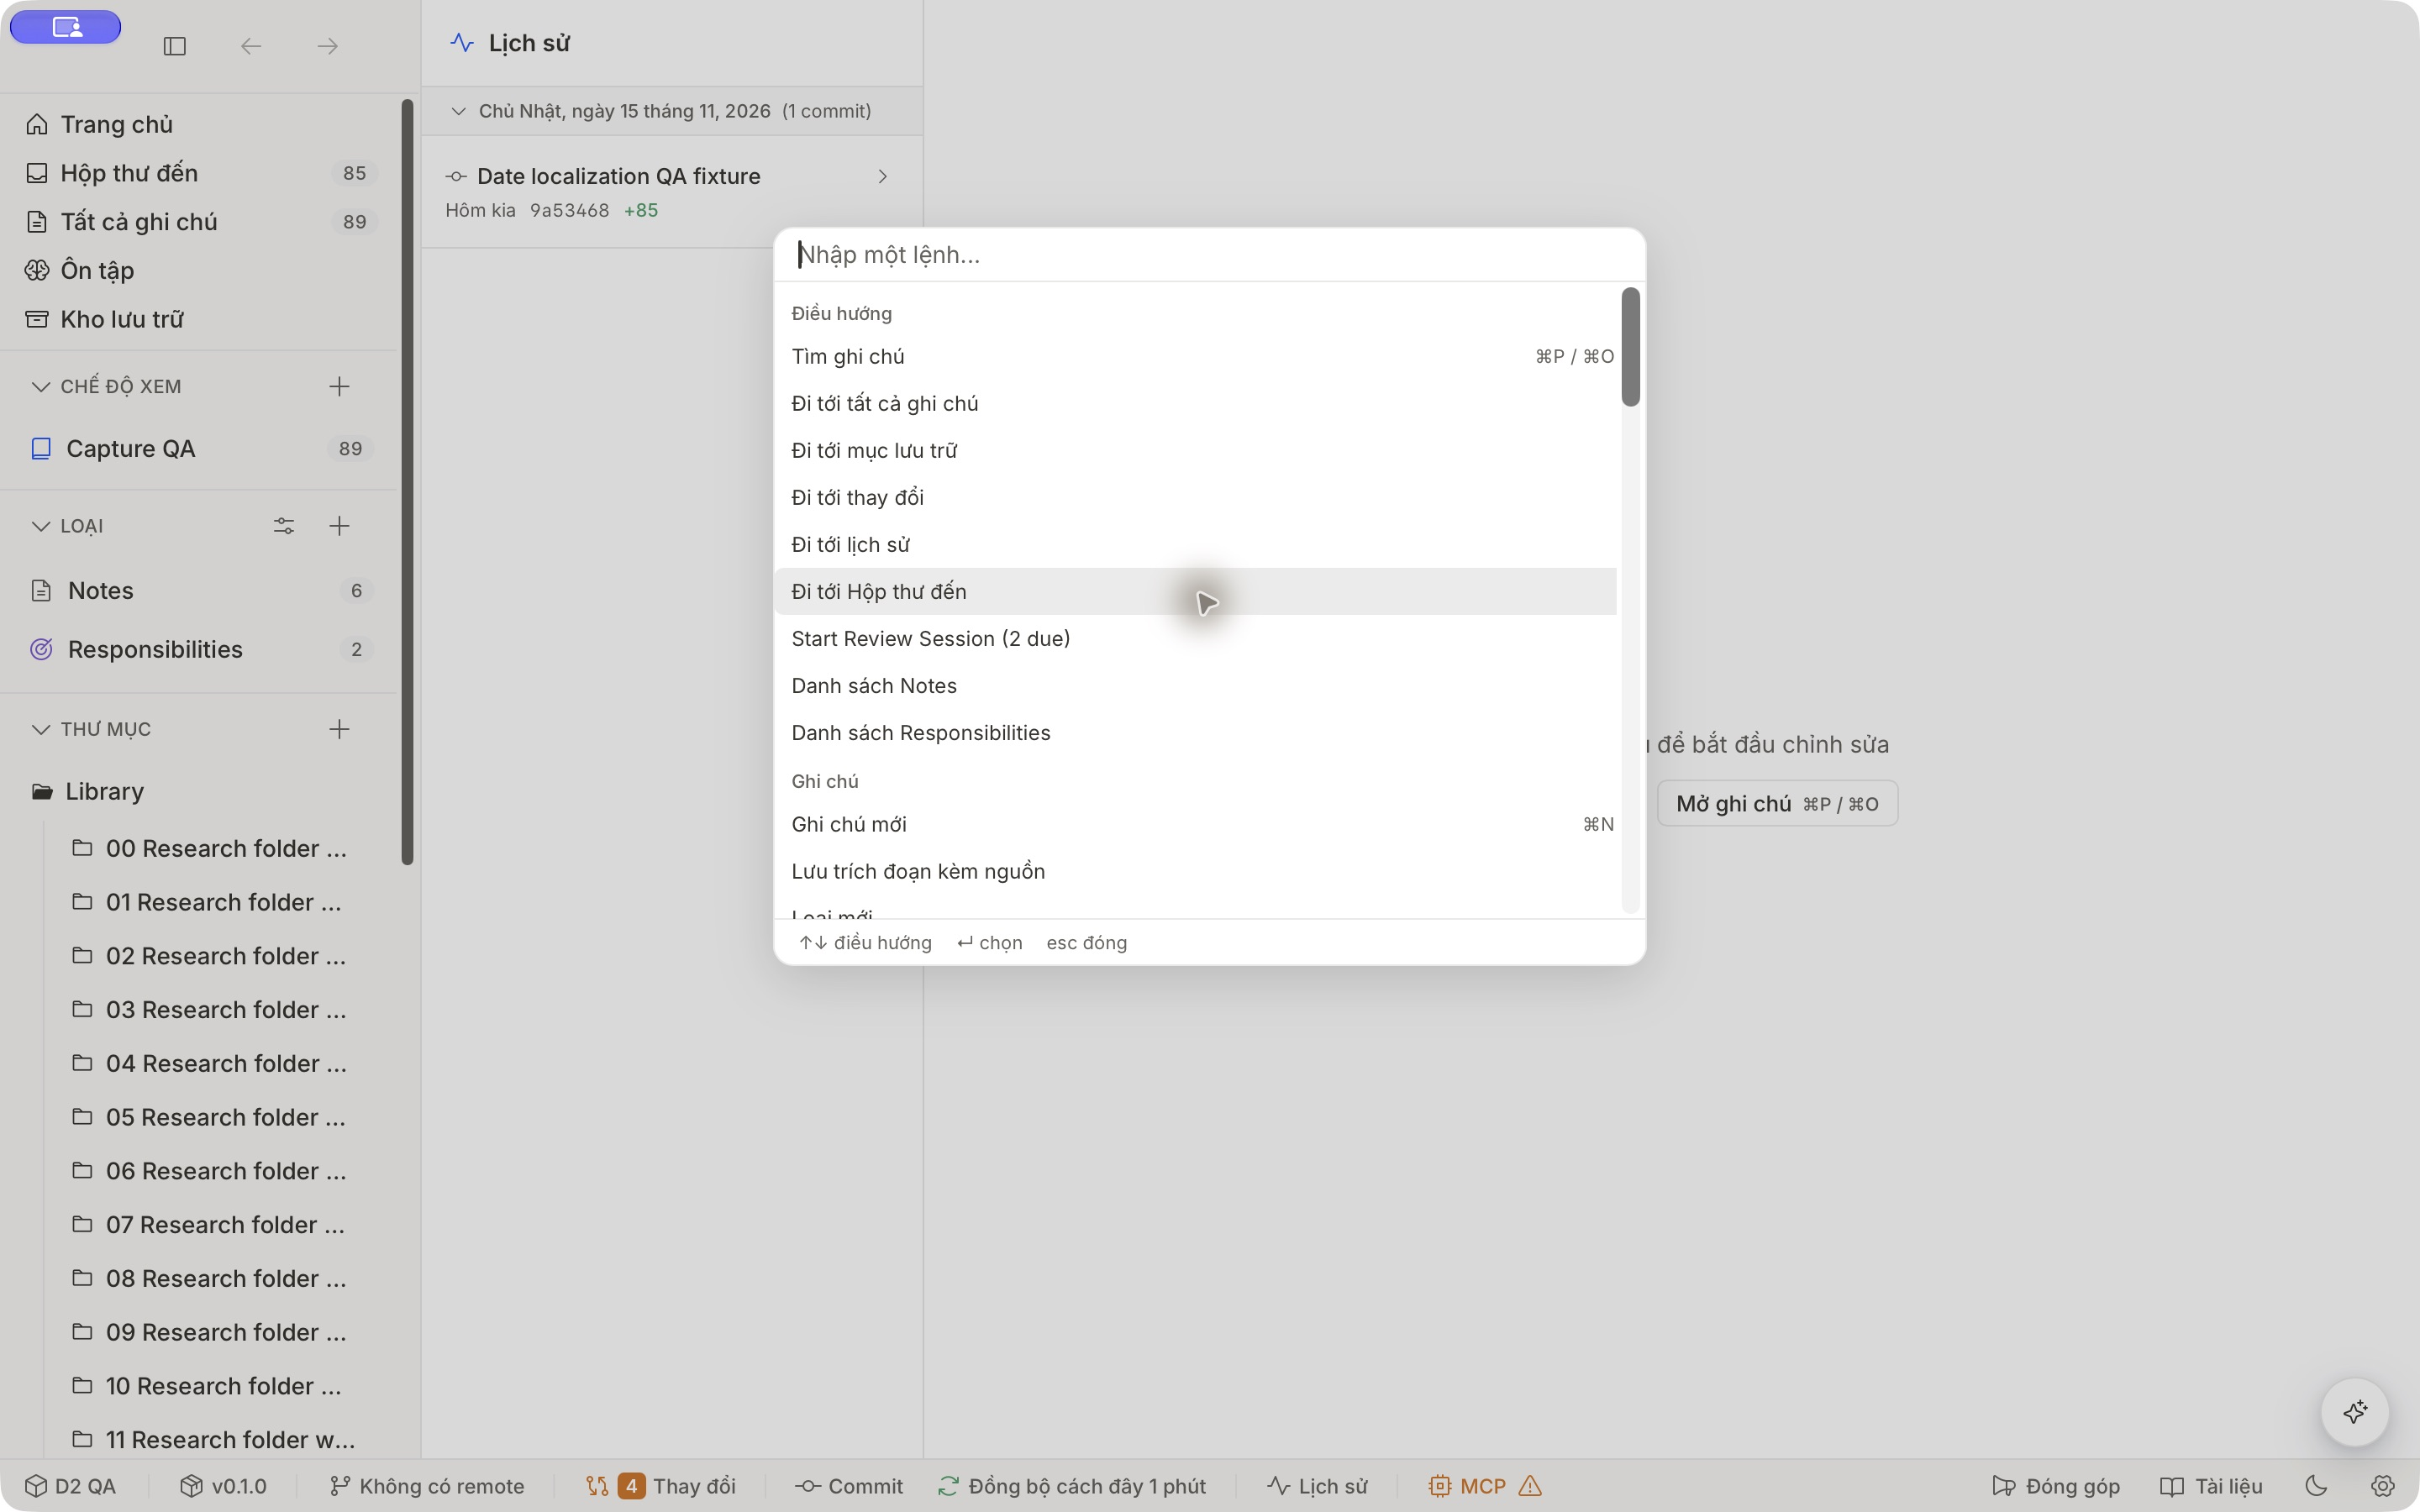 Trang chủ
Hộp thư đến 85
Tất cả ghi chú 89
Ôn tập
Kho lưu trữ
CHẾ ĐỘ XEM
Capture QA 89
LOẠI
Notes 6
Responsibilities 2
THƯ MỤC
Library
00 Research folder ...
01 Research folder ...
02 Research folder ...
03 Research folder ...
04 Research folder ...
05 Research folder ...
06 Research folder ...
07 Research folder ...
08 Research folder ...
09 Research folder ...
10 Research folder ...
11 Research folder w...
Lịch sử
Chủ Nhật, ngày 15 tháng 11, 2026 (1 commit)
Date localization QA fixture
Hôm kia 9a53468 +85
Nhập một lệnh...
Điều hướng
Tìm ghi chú ⌘P / ⌘O
Đi tới tất cả ghi chú
Đi tới mục lưu trữ
Đi tới thay đổi
Đi tới lịch sử
Đi tới Hộp thư đến
Start Review Session (2 due)
Danh sách Notes
Danh sách Responsibilities
Ghi chú
Ghi chú mới ⌘N
Lưu trích đoạn kèm nguồn
Loại mới
↑↓ điều hướng ↵ chọn esc đóng
để bắt đầu chỉnh sửa
Mở ghi chú ⌘P / ⌘O
D2 QA v0.1.0 Không có remote 4 Thay đổi Commit Đồng bộ cách đây 1 phút Lịch sử MCP Đóng góp Tài liệu